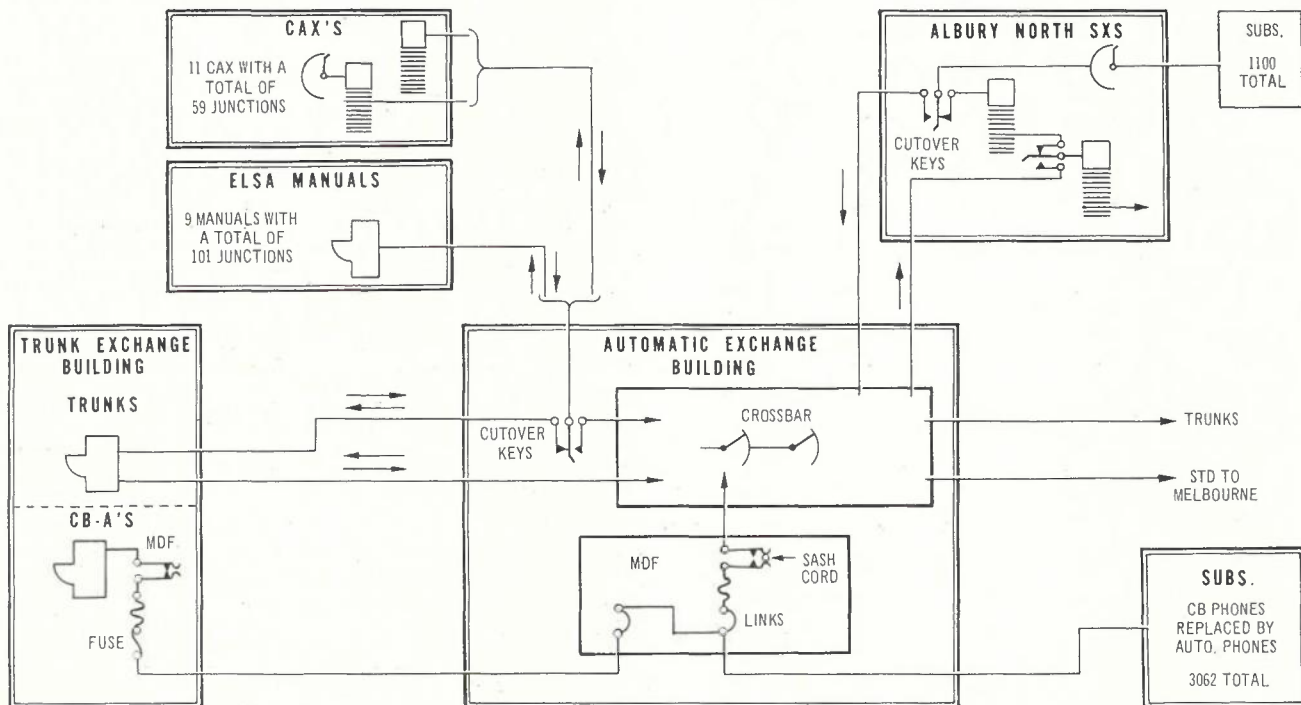 CAX'S
11 CAX WITH A
TOTAL OF
59 JUNCTIONS
ELSA MANUALS
9 MANUALS WITH
A TOTAL OF
101 JUNCTIONS
ALBURY NORTH SXS
CUTOVER
KEYS
SUBS.
1100
TOTAL
TRUNK EXCHANGE
BUILDING
TRUNKS
CB-A'S
MDF
FUSE
AUTOMATIC EXCHANGE
BUILDING
CUTOVER
KEYS
CROSSBAR
MDF
SASH
CORD
LINKS
TRUNKS
STD TO
MELBOURNE
SUBS.
CB PHONES
REPLACED BY
AUTO. PHONES
3062 TOTAL